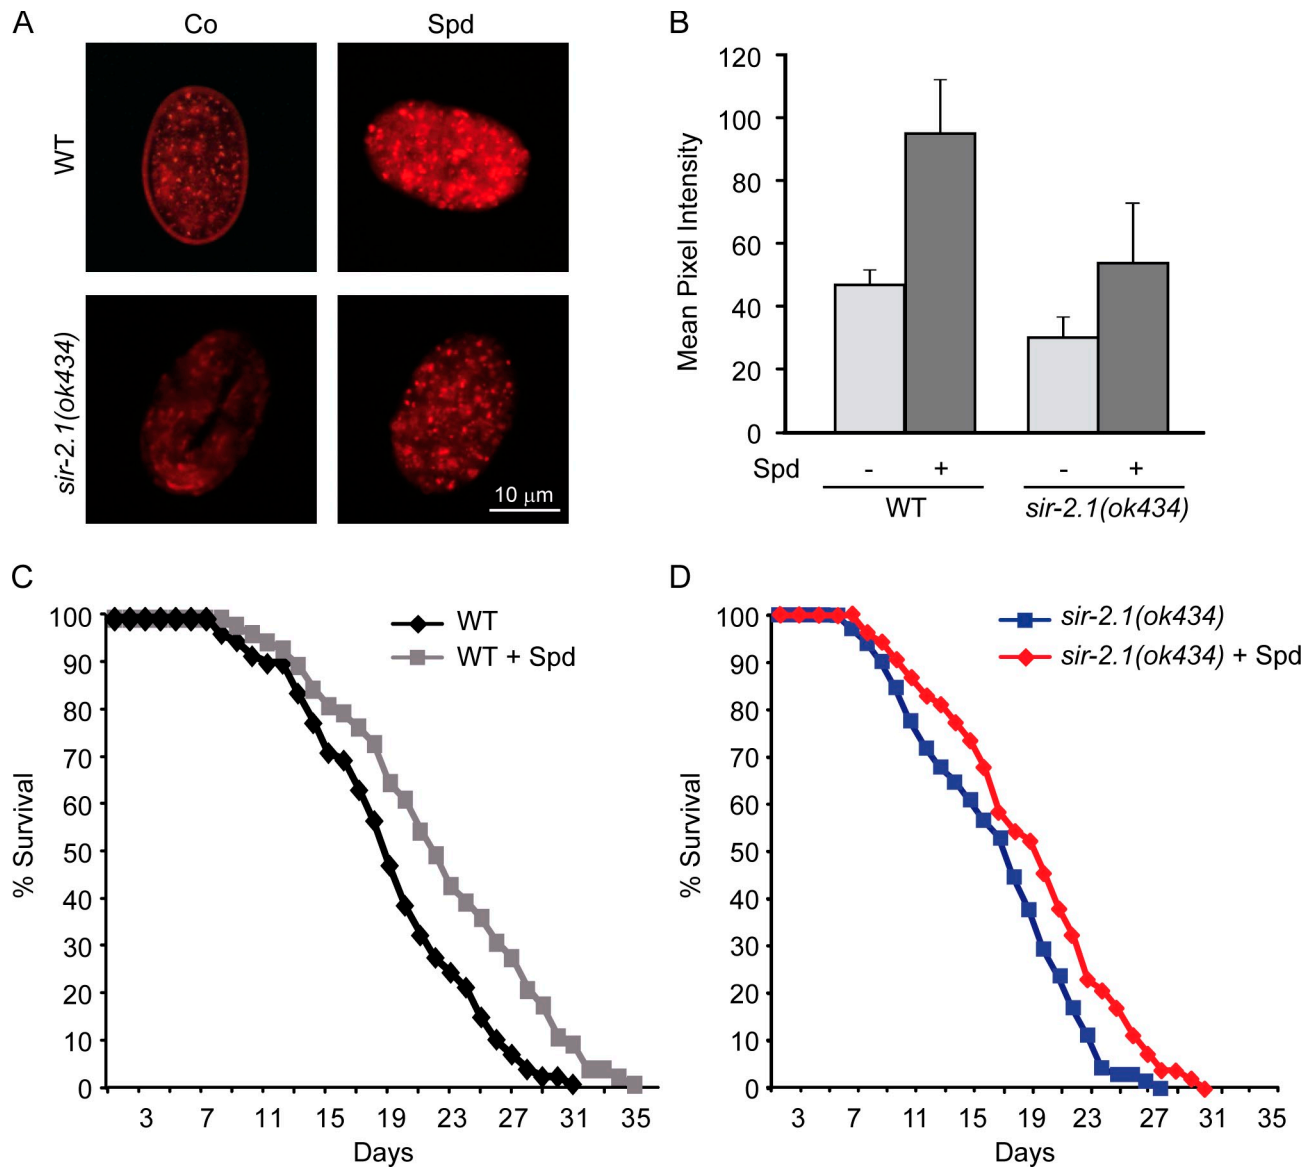 A
Co
Spd
WT
sir-2.1(ok434)
10 μm
B
Mean Pixel Intensity
120
100
80
60
40
20
0
Spd - + - +
WT sir-2.1(ok434)
C
% Survival
100
90
80
70
60
50
40
30
20
10
0
WT
WT + Spd
3 7 11 15 19 23 27 31 35
Days
D
% Survival
100
90
80
70
60
50
40
30
20
10
0
sir-2.1(ok434)
sir-2.1(ok434) + Spd
3 7 11 15 19 23 27 31 35
Days